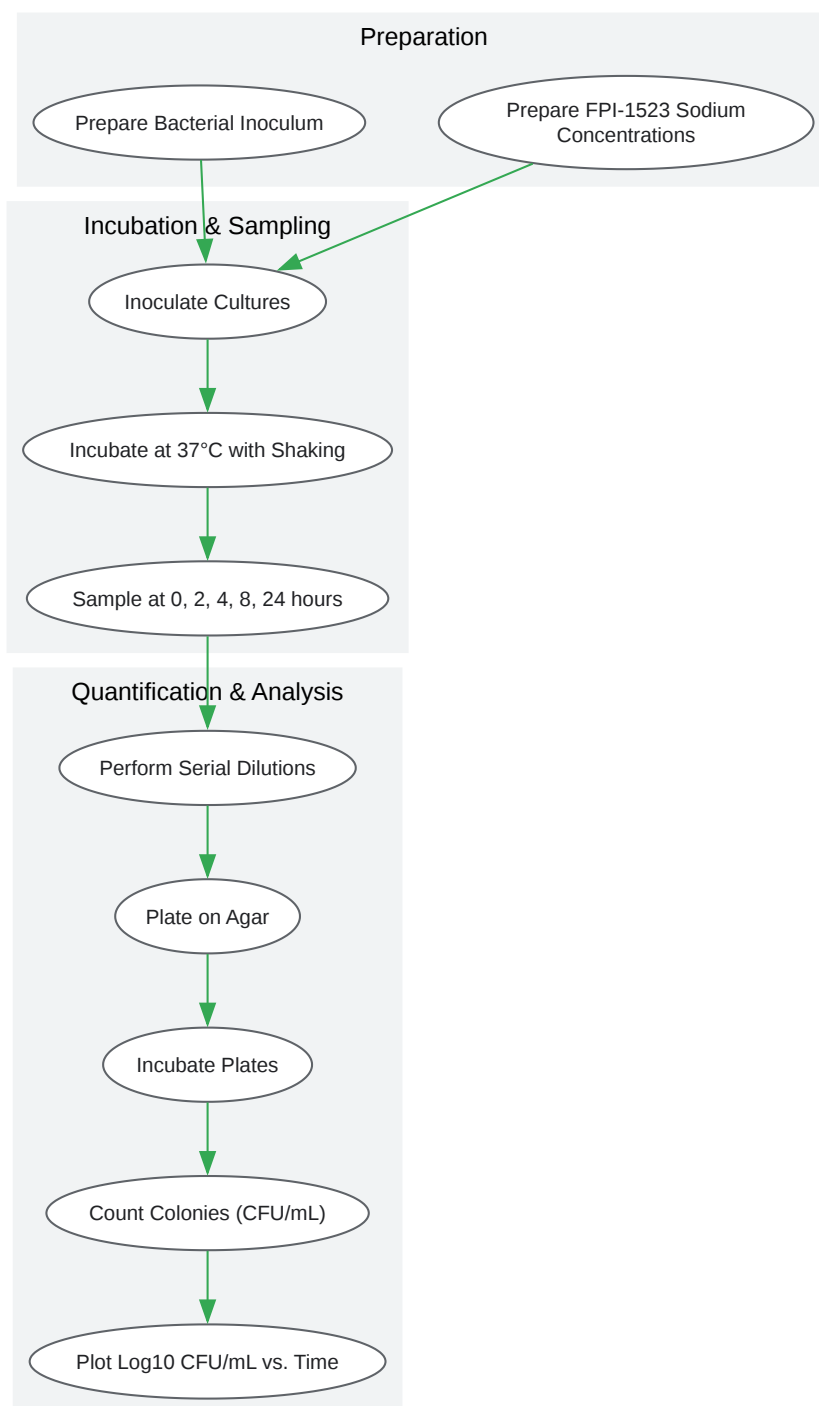 Preparation
Prepare Bacterial Inoculum
Prepare FPI-1523 Sodium
Concentrations
Incubation & Sampling
Inoculate Cultures
Incubate at 37°C with Shaking
Sample at 0, 2, 4, 8, 24 hours
Quantification & Analysis
Perform Serial Dilutions
Plate on Agar
Incubate Plates
Count Colonies (CFU/mL)
Plot Log10 CFU/mL vs. Time